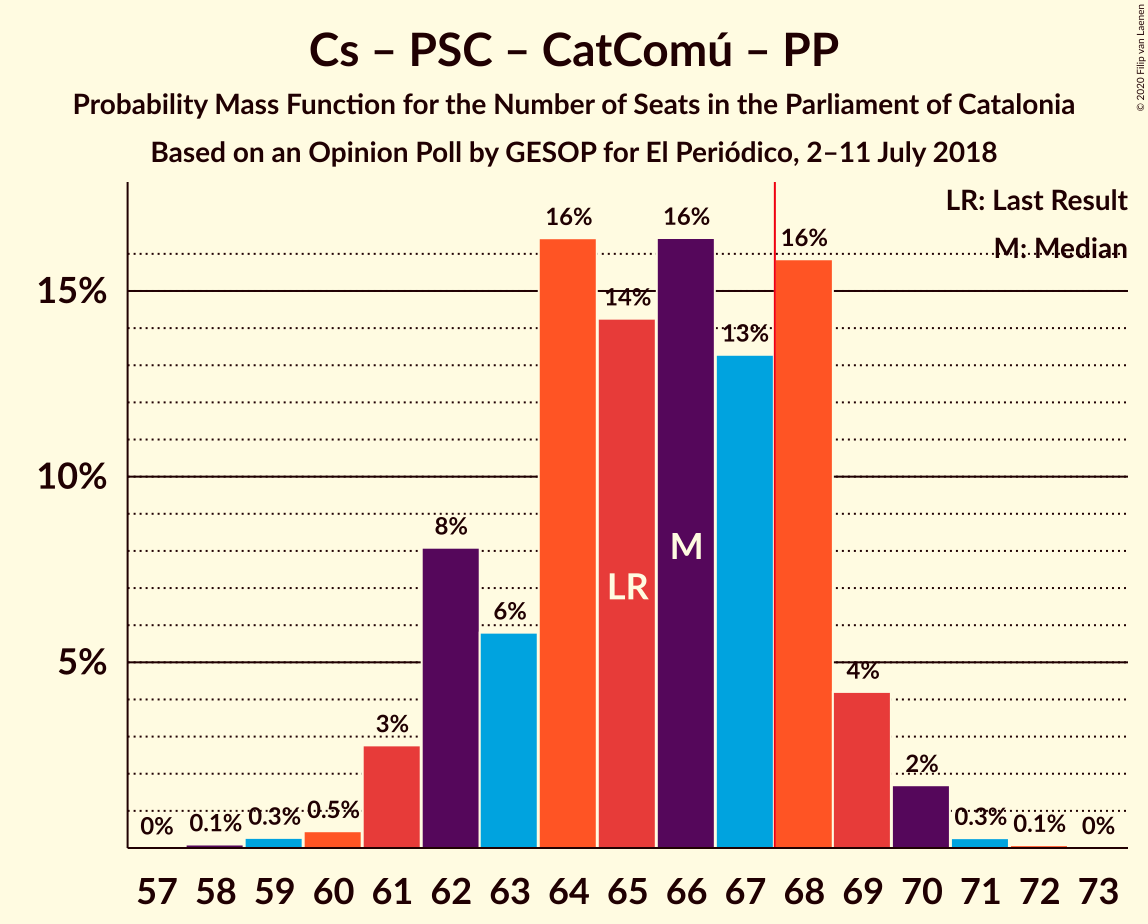 Cs – PSC – CatComú – PP
Probability Mass Function for the Number of Seats in the Parliament of Catalonia
Based on an Opinion Poll by GESOP for El Periódico, 2–11 July 2018
© 2020 Filip van Laenen
LR: Last Result
M: Median
15%
10%
5%
0%
0.1%
0.3%
0.5%
3%
8%
6%
16%
14%
16%
13%
16%
4%
2%
0.3%
0.1%
0%
LR
M
57 58 59 60 61 62 63 64 65 66 67 68 69 70 71 72 73